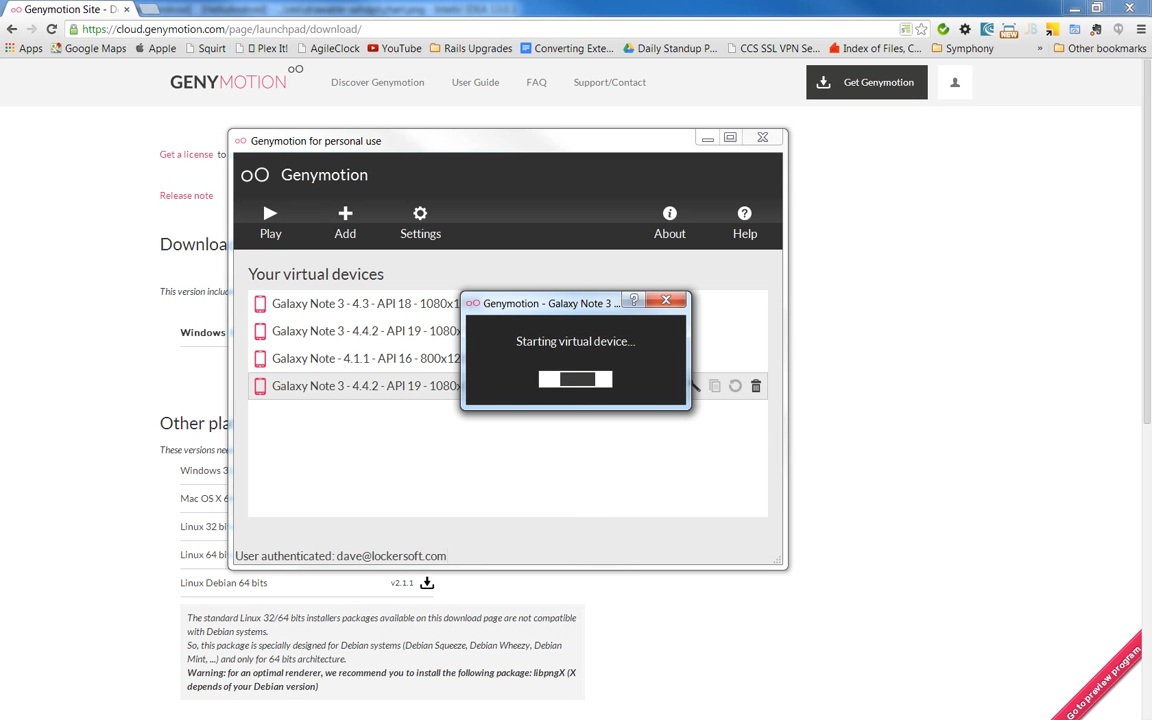 Genymotion Site - D
https://cloud.genymotion.com/page/launchpad/download/
Apps Google Maps Apple Squirt [] Plex It! AgileClock YouTube Rails Upgrades Converting Exte... Daily Standup P... CCS SSL VPN Se... Index of Files, C... Symphony » Other bookmarks
GENYMOTION Discover Genymotion User Guide FAQ Support/Contact Get Genymotion
Get a license to
Release note
Downloa
This version includ
Windows
Other pla
These versions nee
Windows 3
Mac OS X 6
Linux 32 bi
Linux 64 bi
Linux Debian 64 bits v2.1.1
The standard Linux 32/64 bits installers packages available on this download page are not compatible
with Debian systems.
So, this package is specially designed for Debian systems (Debian Squeeze, Debian Wheezy, Debian
Mint, ...) and only for 64 bits architecture.
Warning: for an optimal renderer, we recommend you to install the following package: libpngX (X
depends of your Debian version)
Genymotion for personal use
Genymotion
Play Add Settings About Help
Your virtual devices
Galaxy Note 3 - 4.3 - API 18 - 1080x1
Galaxy Note 3 - 4.4.2 - API 19 - 1080x
Galaxy Note - 4.1.1 - API 16 - 800x12
Galaxy Note 3 - 4.4.2 - API 19 - 1080x
User authenticated: dave@lockersoft.com
Genymotion - Galaxy Note 3 ...
Starting virtual device...
Go to preview program